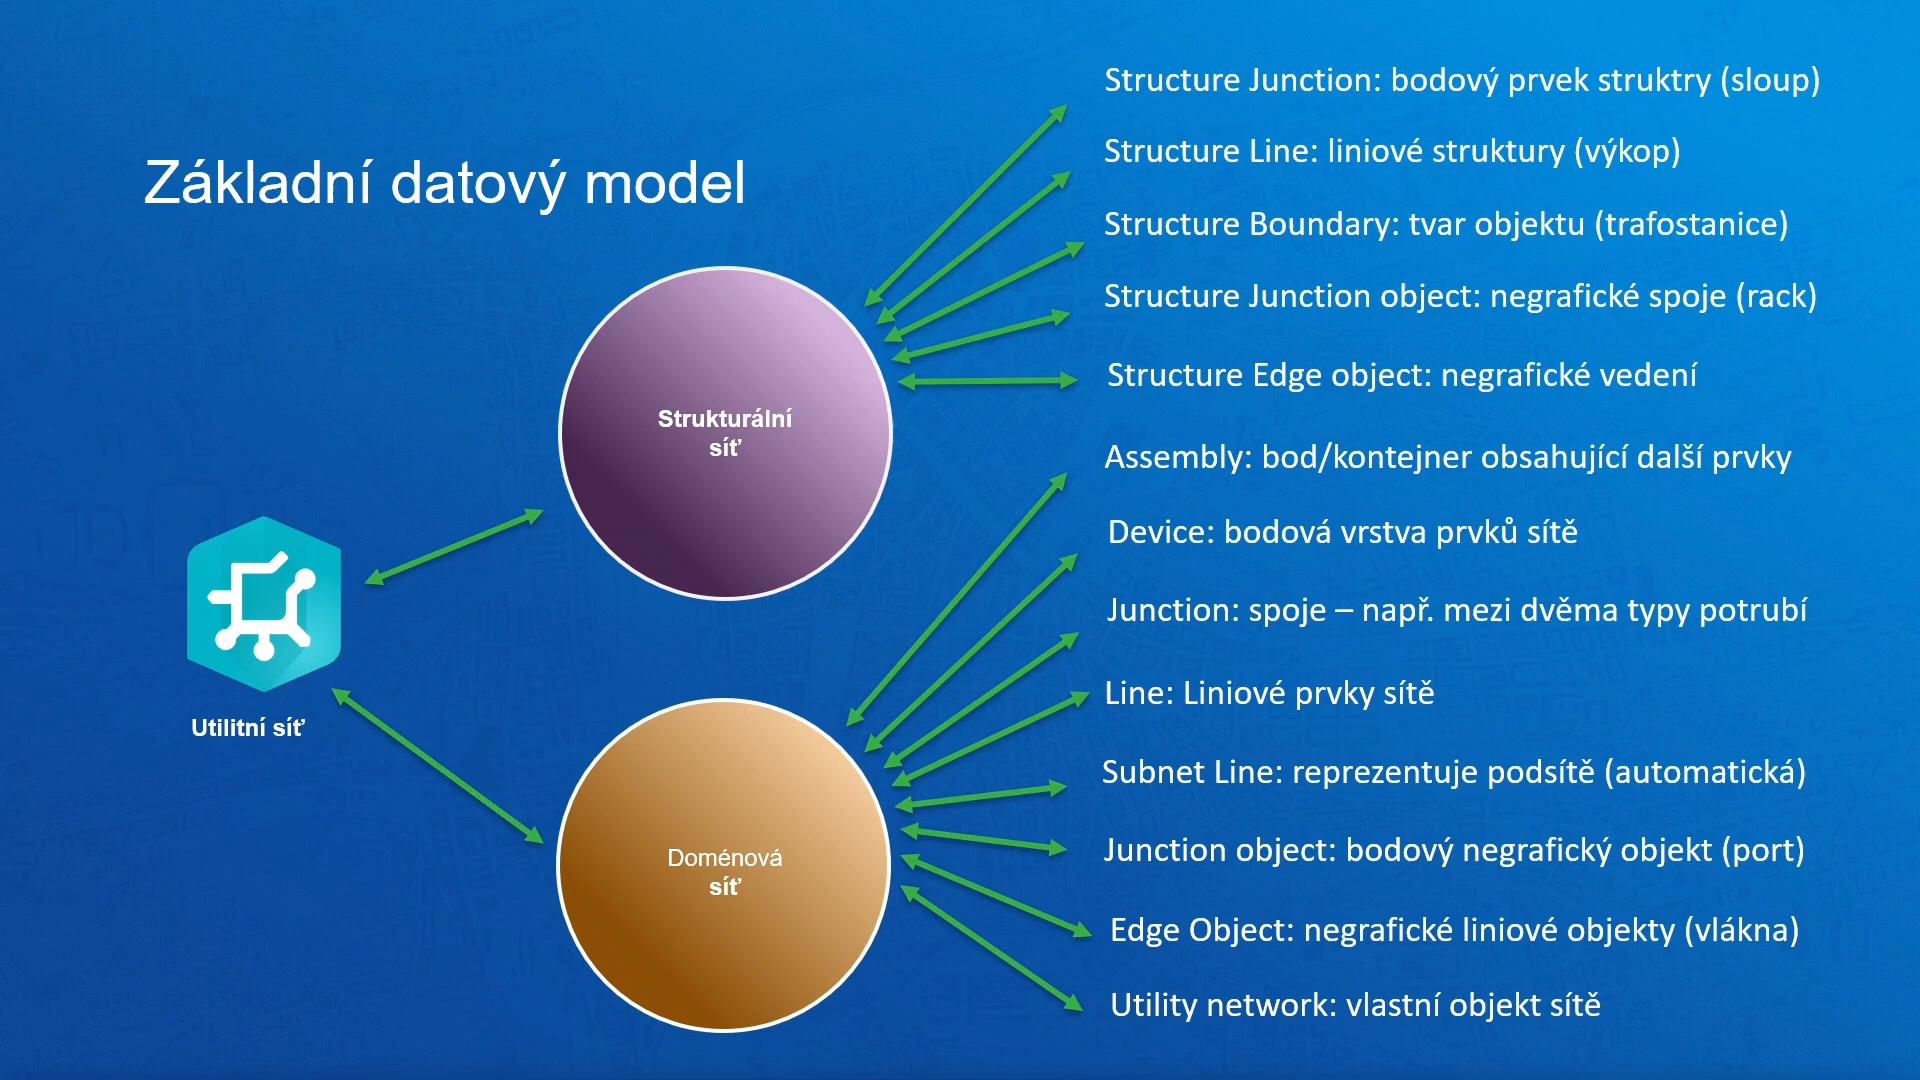 Základní datový model
Structure Junction: bodový prvek struktry (sloup)
Structure Line: liniové struktury (výkop)
Structure Boundary: tvar objektu (trafostanice)
Structure Junction object: negrafické spoje (rack)
Structure Edge object: negrafické vedení
Strukturální
síť
Assembly: bod/kontejner obsahující další prvky
Device: bodová vrstva prvků sítě
Junction: spoje – např. mezi dvěma typy potrubí
Line: Liniové prvky sítě
Subnet Line: reprezentuje podsítě (automatická)
Junction object: bodový negrafický objekt (port)
Edge Object: negrafické liniové objekty (vlákna)
Utility network: vlastní objekt sítě
Utilitní síť
Doménová
síť